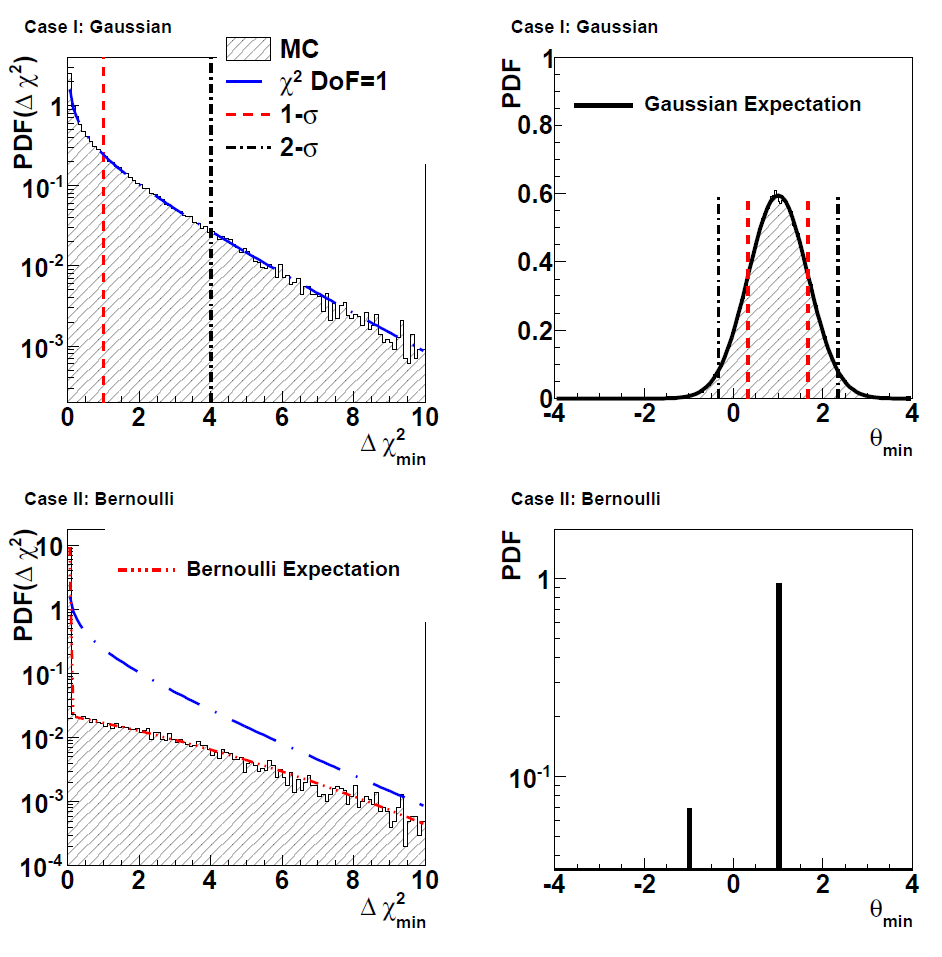 Case I: Gaussian
PDF(Δ χ²)
MC
χ² DoF=1
1-σ
2-σ
1
10⁻¹
10⁻²
10⁻³
0 2 4 6 8 10
Δ χ²min
Case I: Gaussian
PDF
Gaussian Expectation
1
0.8
0.6
0.4
0.2
0
-4 -2 0 2 4
θmin
Case II: Bernoulli
PDF(Δ χ²)
Bernoulli Expectation
10
1
10⁻¹
10⁻²
10⁻³
10⁻⁴
0 2 4 6 8 10
Δ χ²min
Case II: Bernoulli
PDF
1
10⁻¹
-4 -2 0 2 4
θmin